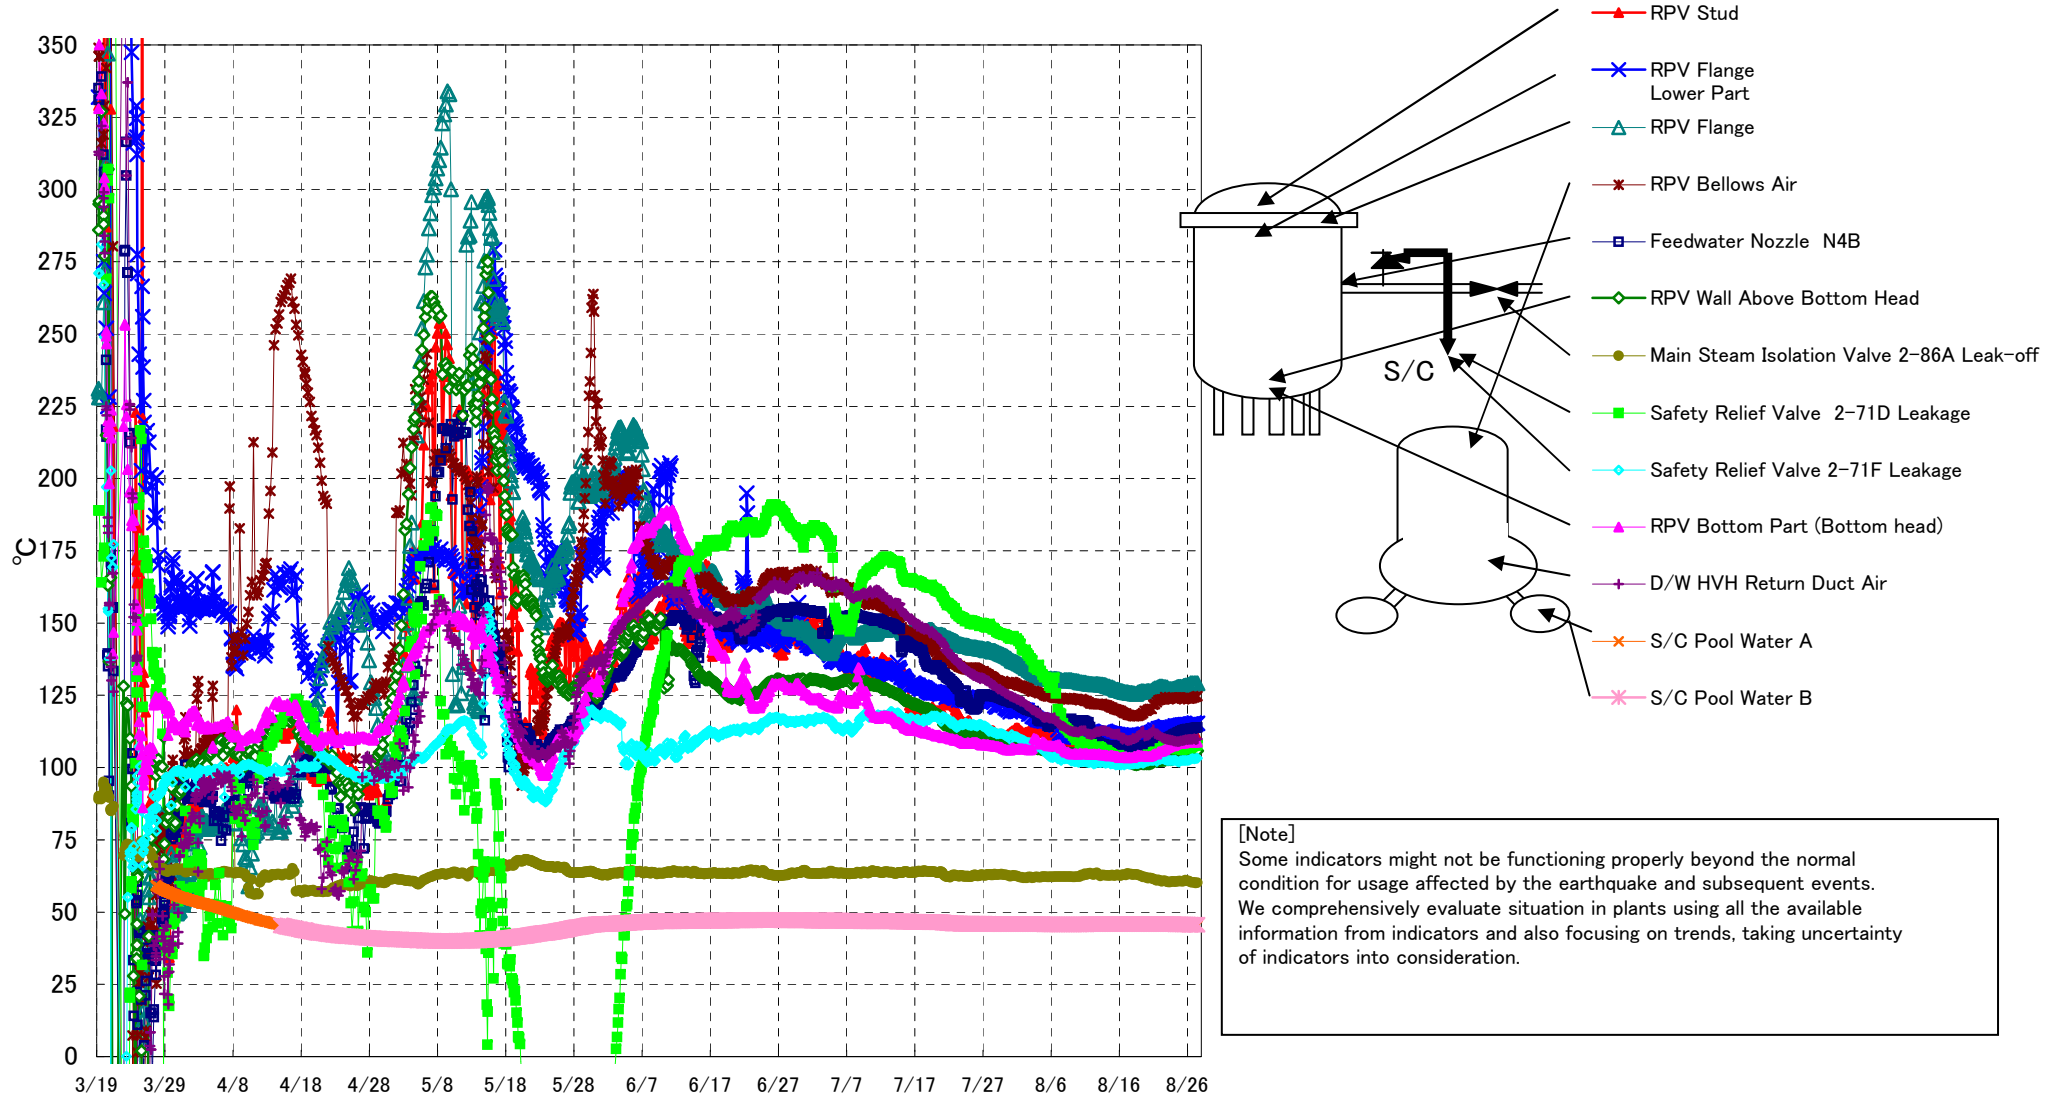 350
325
300
275
250
225
200
175
150
125
100
75
50
25
0
℃
3/19 3/29 4/8 4/18 4/28 5/8 5/18 5/28 6/7 6/17 6/27 7/7 7/17 7/27 8/6 8/16 8/26
RPV Stud
RPV Flange
Lower Part
RPV Flange
RPV Bellows Air
Feedwater Nozzle N4B
RPV Wall Above Bottom Head
Main Steam Isolation Valve 2-86A Leak-off
Safety Relief Valve 2-71D Leakage
Safety Relief Valve 2-71F Leakage
RPV Bottom Part (Bottom head)
D/W HVH Return Duct Air
S/C Pool Water A
S/C Pool Water B
S/C
[Note]
Some indicators might not be functioning properly beyond the normal
condition for usage affected by the earthquake and subsequent events.
We comprehensively evaluate situation in plants using all the available
information from indicators and also focusing on trends, taking uncertainty
of indicators into consideration.